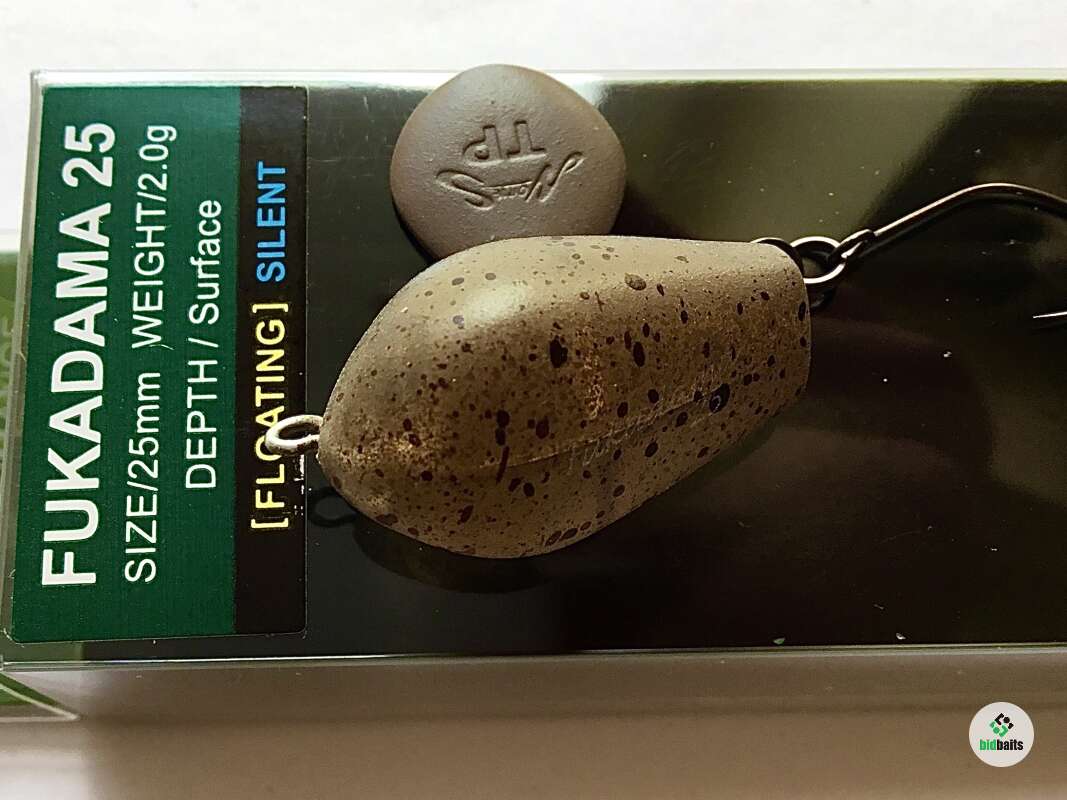 FUKADAMA 25
SIZE/25mm WEIGHT/2.0g
DEPTH / Surface
[FLOATING] SILENT
TP
bidbaits